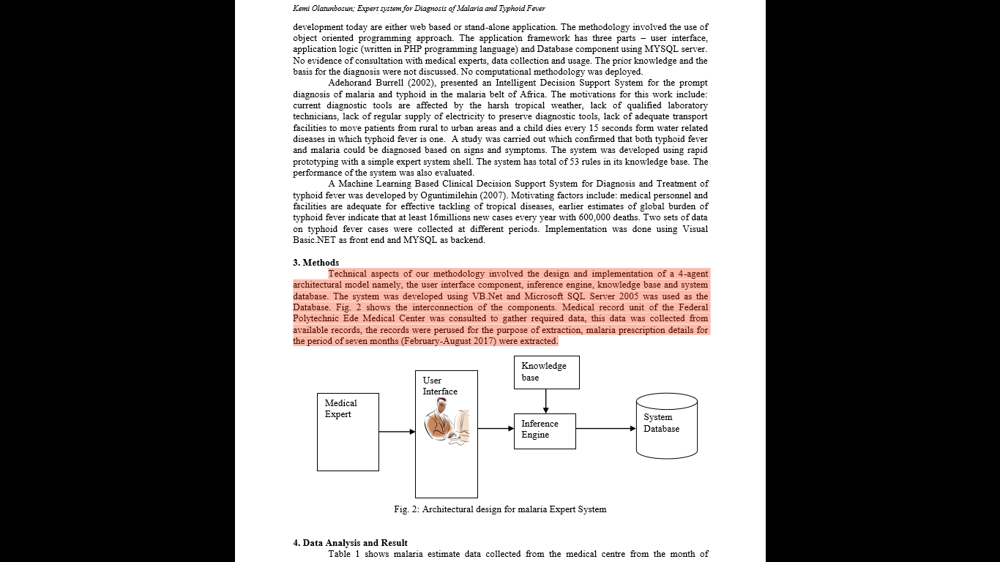 Kemi Olatunbosun; Expert system for Diagnosis of Malaria and Typhoid Fever
development today are either web based or stand-alone application. The methodology involved the use of
object oriented programming approach. The application framework has three parts – user interface,
application logic (written in PHP programming language) and Database component using MYSQL server.
No evidence of consultation with medical experts, data collection and usage. The prior knowledge and the
basis for the diagnosis were not discussed. No computational methodology was deployed.
Adehorand Burrell (2002), presented an Intelligent Decision Support System for the prompt
diagnosis of malaria and typhoid in the malaria belt of Africa. The motivations for this work include:
current diagnostic tools are affected by the harsh tropical weather, lack of qualified laboratory
technicians, lack of regular supply of electricity to preserve diagnostic tools, lack of adequate transport
facilities to move patients from rural to urban areas and a child dies every 15 seconds form water related
diseases in which typhoid fever is one. A study was carried out which confirmed that both typhoid fever
and malaria could be diagnosed based on signs and symptoms. The system was developed using rapid
prototyping with a simple expert system shell. The system has total of 53 rules in its knowledge base. The
performance of the system was also evaluated.
A Machine Learning Based Clinical Decision Support System for Diagnosis and Treatment of
typhoid fever was developed by Oguntimilehin (2007). Motivating factors include: medical personnel and
facilities are adequate for effective tackling of tropical diseases, earlier estimates of global burden of
typhoid fever indicate that at least 16millions new cases every year with 600,000 deaths. Two sets of data
on typhoid fever cases were collected at different periods. Implementation was done using Visual
Basic.NET as front end and MYSQL as backend.
3. Methods
Technical aspects of our methodology involved the design and implementation of a 4-agent
architectural model namely, the user interface component, inference engine, knowledge base and system
database. The system was developed using VB.Net and Microsoft SQL Server 2005 was used as the
Database. Fig. 2 shows the interconnection of the components. Medical record unit of the Federal
Polytechnic Ede Medical Center was consulted to gather required data, this data was collected from
available records, the records were perused for the purpose of extraction, malaria prescription details for
the period of seven months (February-August 2017) were extracted.
Medical
Expert
User
Interface
Knowledge
base
Inference
Engine
System
Database
Fig. 2: Architectural design for malaria Expert System
4. Data Analysis and Result
Table 1 shows malaria estimate data collected from the medical centre from the month of